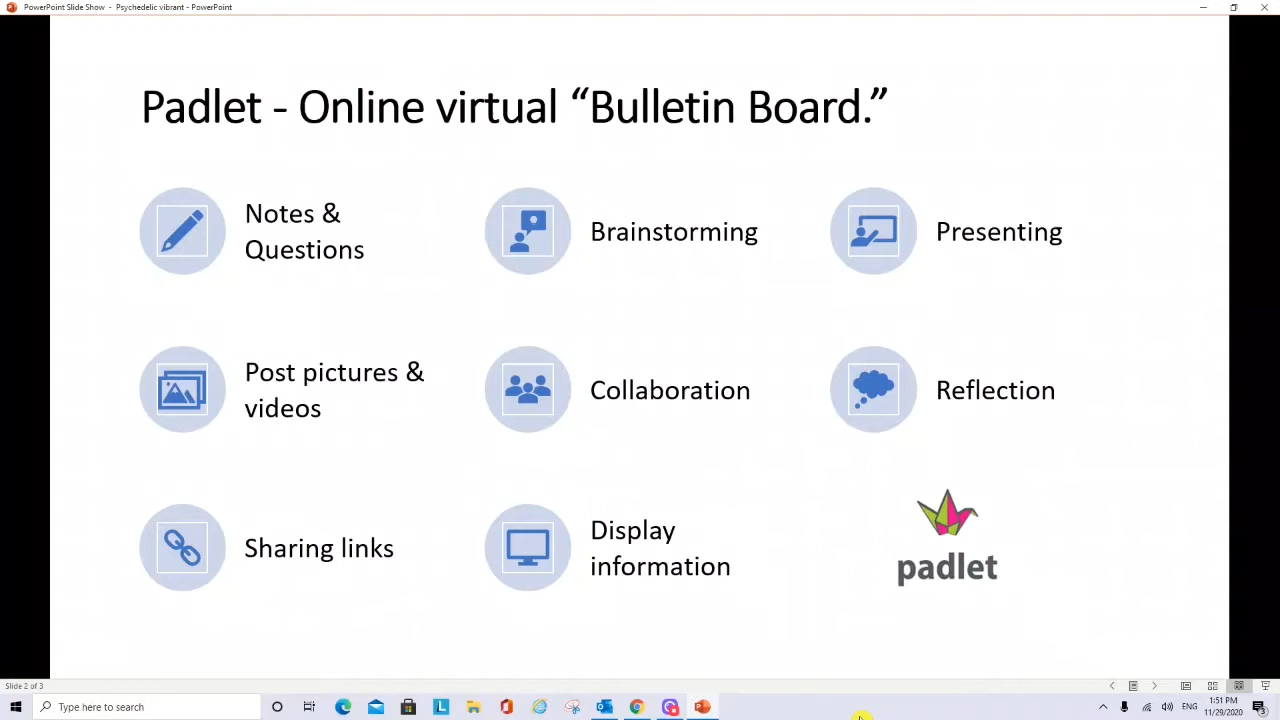 PowerPoint Slide Show - Psychedelic vibrant - PowerPoint
Padlet - Online virtual “Bulletin Board.”
Notes &
Questions
Brainstorming
Presenting
Post pictures &
videos
Collaboration
Reflection
Sharing links
Display
information
padlet
Slide 2 of 3
Type here to search
L
ENG
1:51 PM
11/29/2020
3